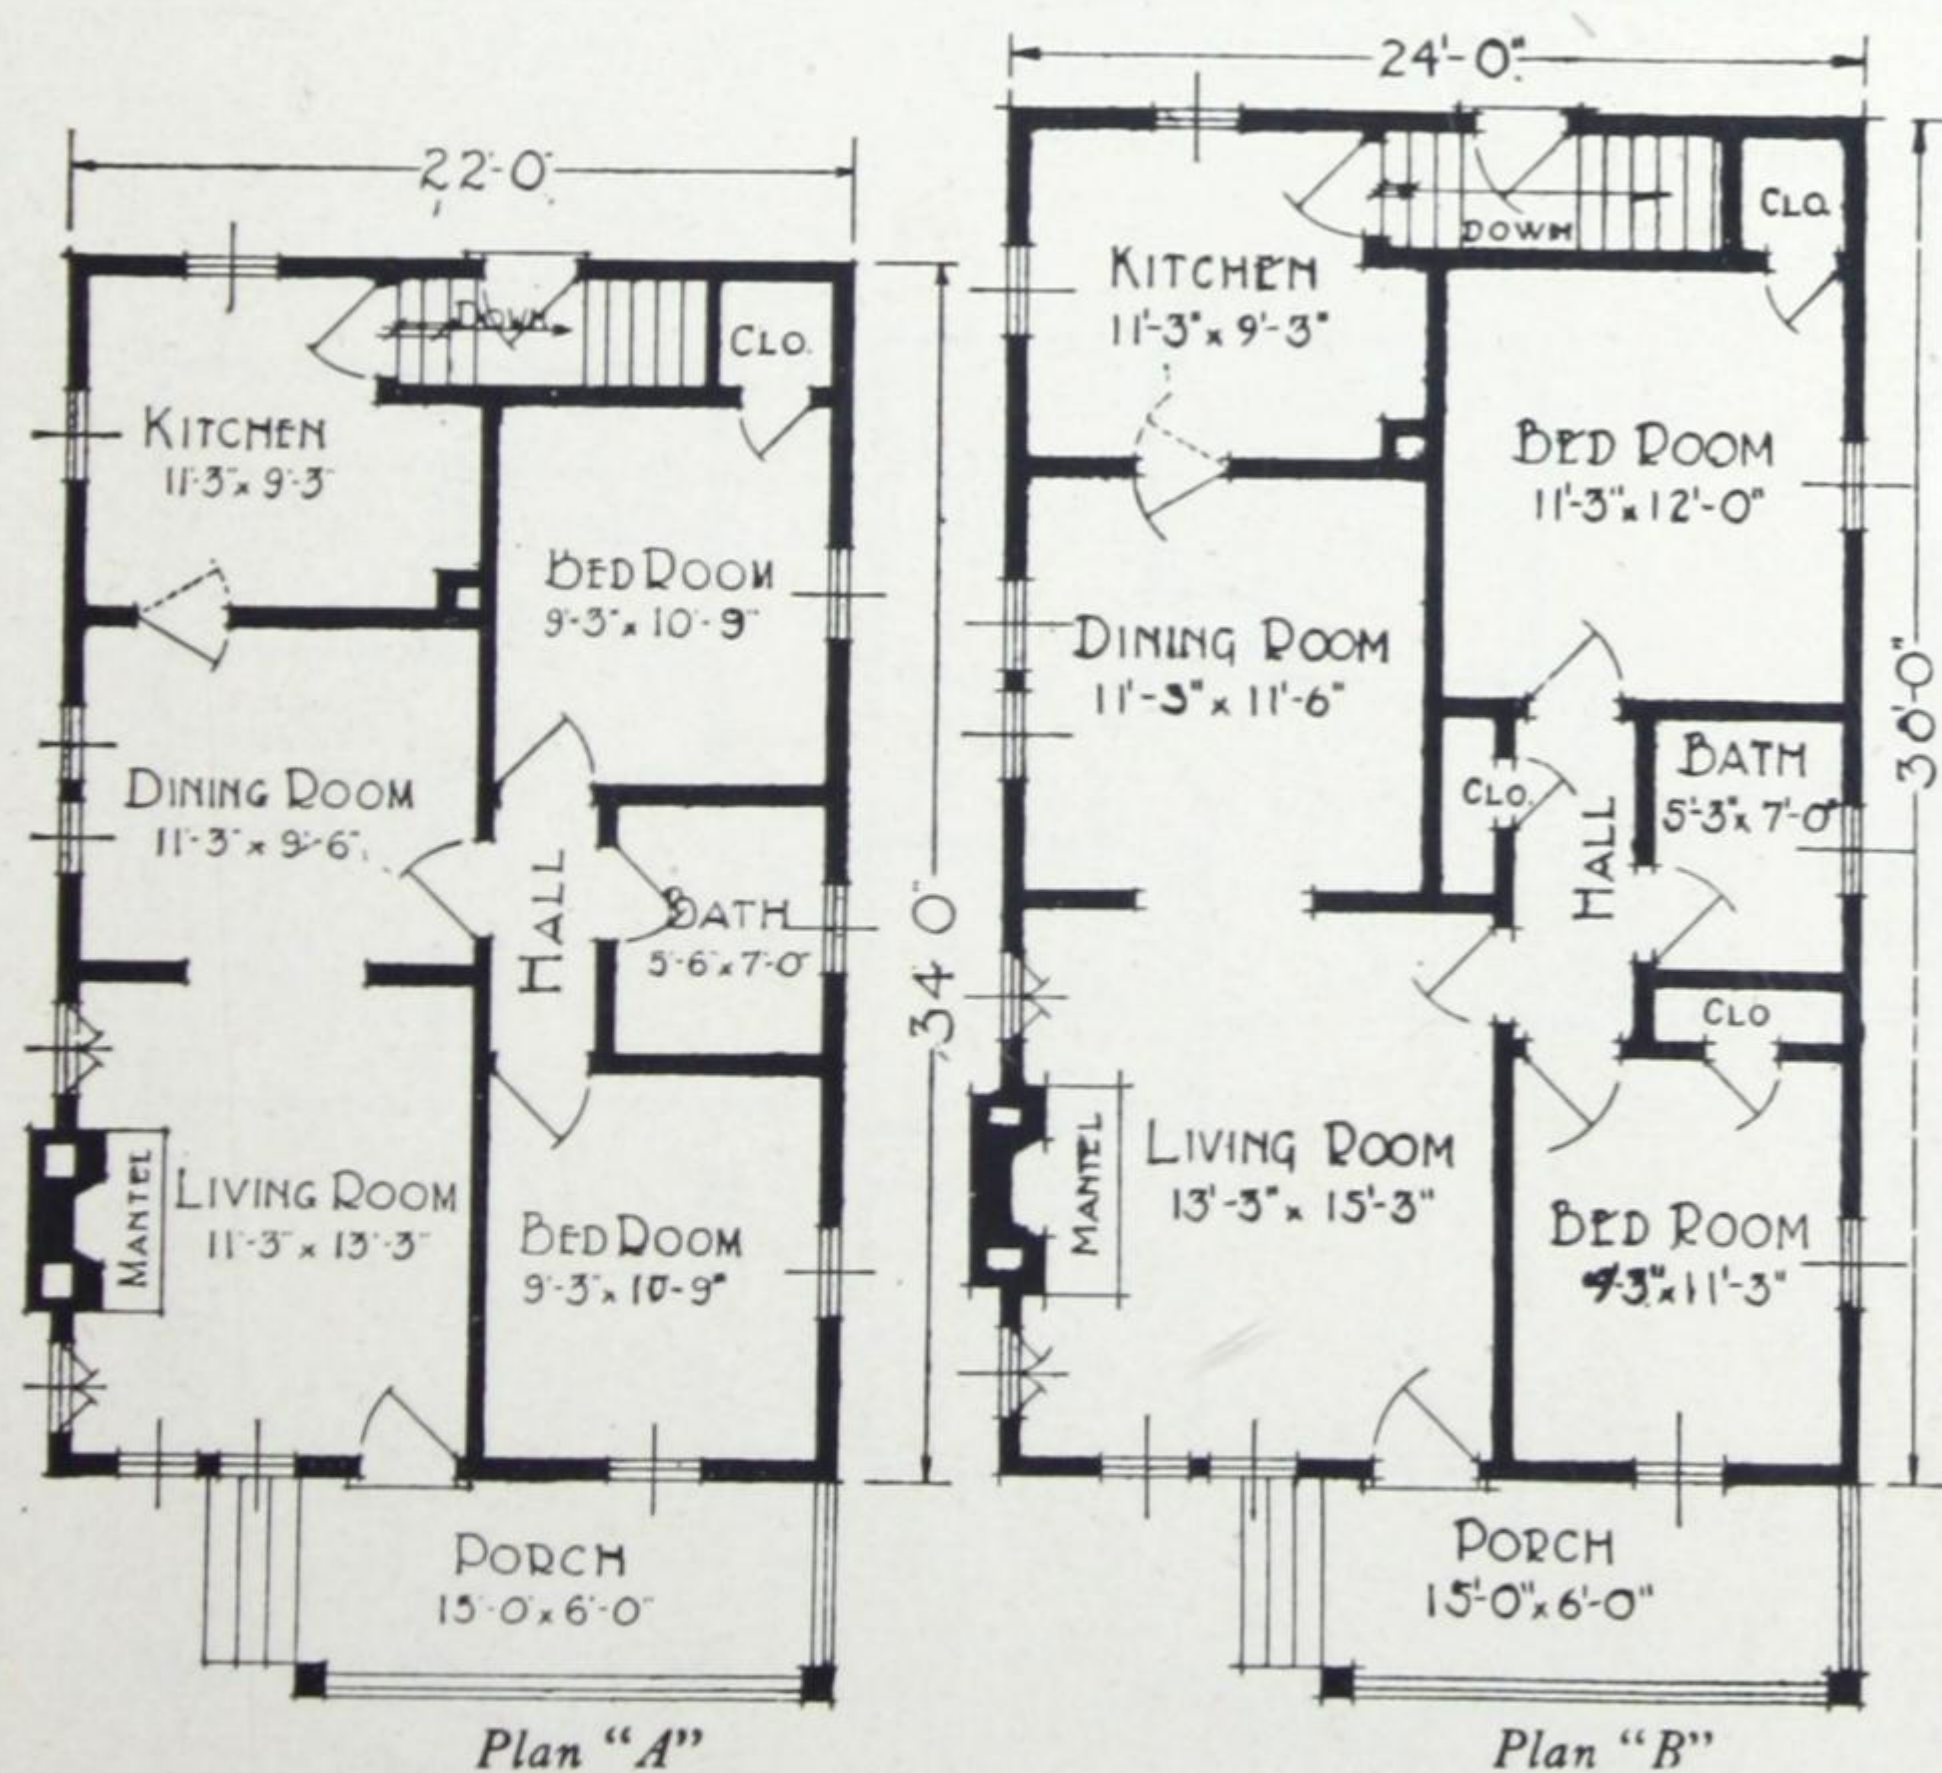 22'-0"
KITCHEN
11'-3" x 9'-3"
DOWN
CLO.
BED ROOM
9'-3" x 10'-9"
DINING ROOM
11'-3" x 9'-6"
HALL
BATH
5'-6" x 7'-0"
34'-0"
MANTEL
LIVING ROOM
11'-3" x 13'-3"
BED ROOM
9'-3" x 10-9"
PORCH
15'-0" x 6'-0"
Plan “A”
24'-0"
KITCHEN
11'-3" x 9'-3"
DOWN
CLO.
BED ROOM
11'-3" x 12'-0"
DINING ROOM
11'-3" x 11'-6"
CLO.
HALL
BATH
5'-3" x 7'-0"
CLO
MANTEL
LIVING ROOM
13'-3" x 15'-3"
BED ROOM
9'-3" x 11'-3"
PORCH
15'-0" x 6'-0"
Plan “B”